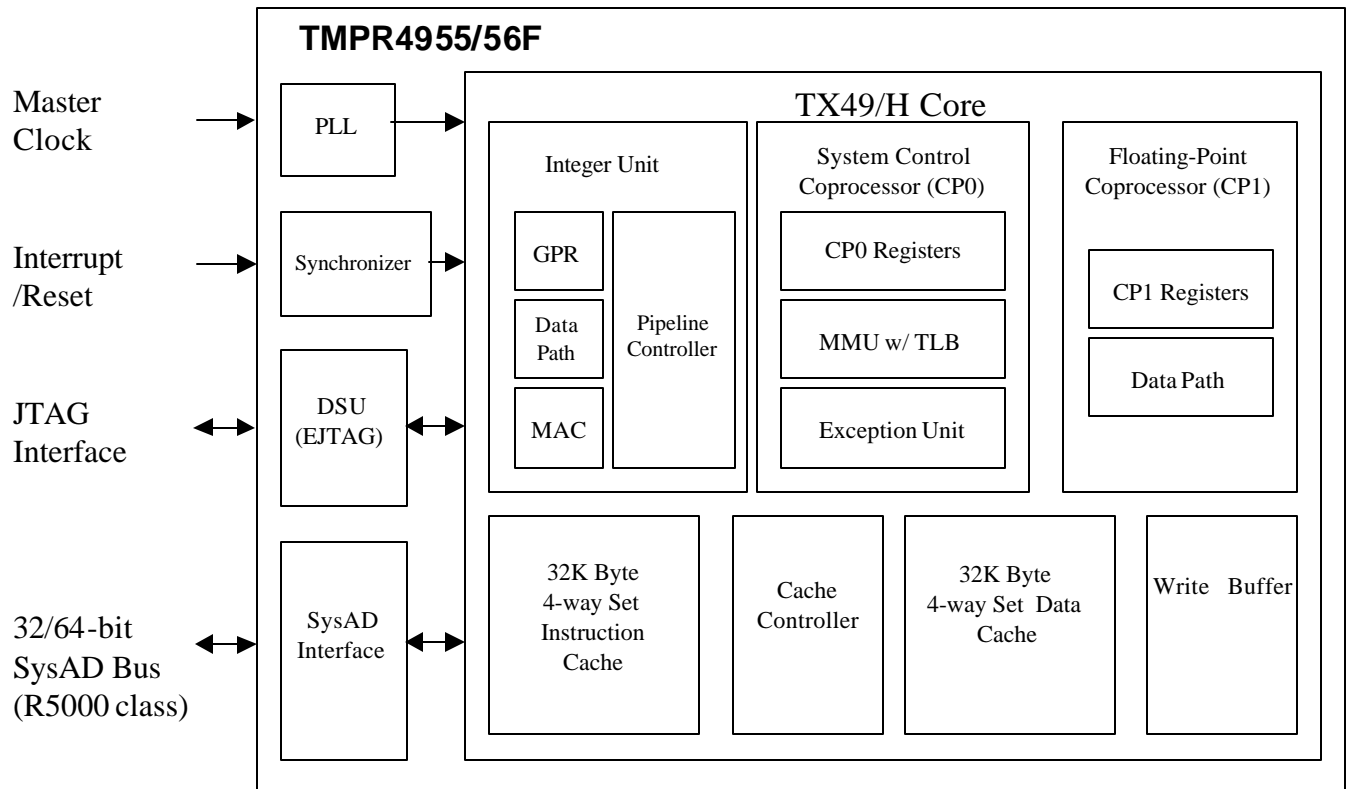 TMPR4955/56F
Master
Clock
PLL
TX49/H Core
Integer Unit
GPR
Data
Path
MAC
Pipeline
Controller
System Control
Coprocessor (CP0)
CP0 Registers
MMU w/ TLB
Exception Unit
Floating-Point
Coprocessor (CP1)
CP1 Registers
Data Path
Interrupt
/Reset
Synchronizer
JTAG
Interface
DSU
(EJTAG)
32/64-bit
SysAD Bus
(R5000 class)
SysAD
Interface
32K Byte
4-way Set
Instruction
Cache
Cache
Controller
32K Byte
4-way Set Data
Cache
Write Buffer